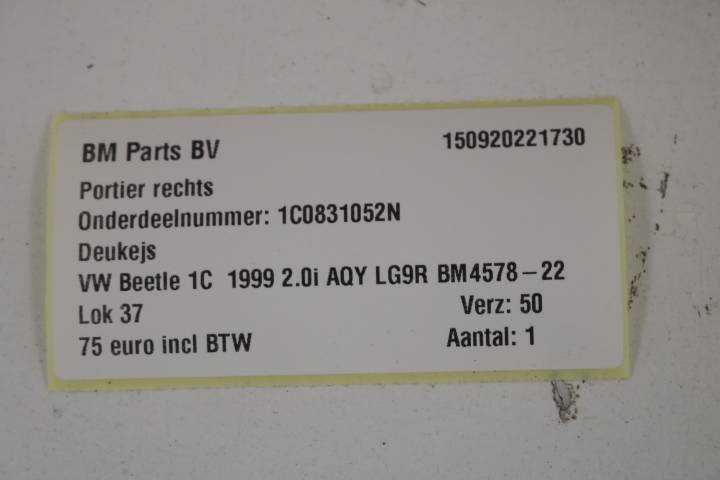 BM Parts BV 150920221730
Portier rechts
Onderdeelnummer: 1C0831052N
Deukejs
VW Beetle 1C 1999 2.0i AQY LG9R BM4578-22
Lok 37 Verz: 50
75 euro incl BTW Aantal: 1